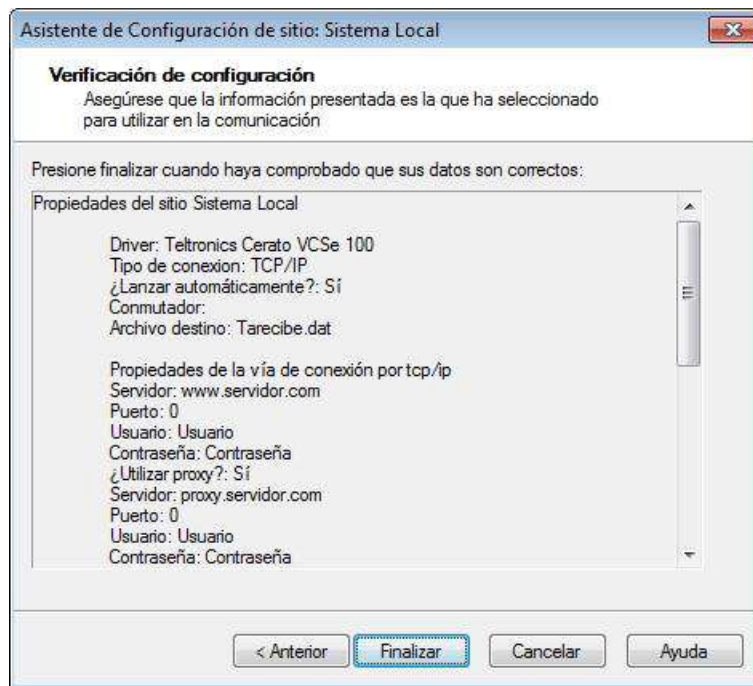 Asistente de Configuración de sitio: Sistema Local
Verificación de configuración
Asegúrese que la información presentada es la que ha seleccionado
para utilizar en la comunicación
Presione finalizar cuando haya comprobado que sus datos son correctos:
Propiedades del sitio Sistema Local
Driver: Teltronics Cerato VCSe 100
Tipo de conexion: TCP/IP
¿Lanzar automáticamente?: Sí
Conmutador:
Archivo destino: Tarecibe.dat
Propiedades de la vía de conexión por tcp/ip
Servidor: www.servidor.com
Puerto: 0
Usuario: Usuario
Contraseña: Contraseña
¿Utilizar proxy?: Sí
Servidor: proxy.servidor.com
Puerto: 0
Usuario: Usuario
Contraseña: Contraseña
< Anterior Finalizar Cancelar Ayuda